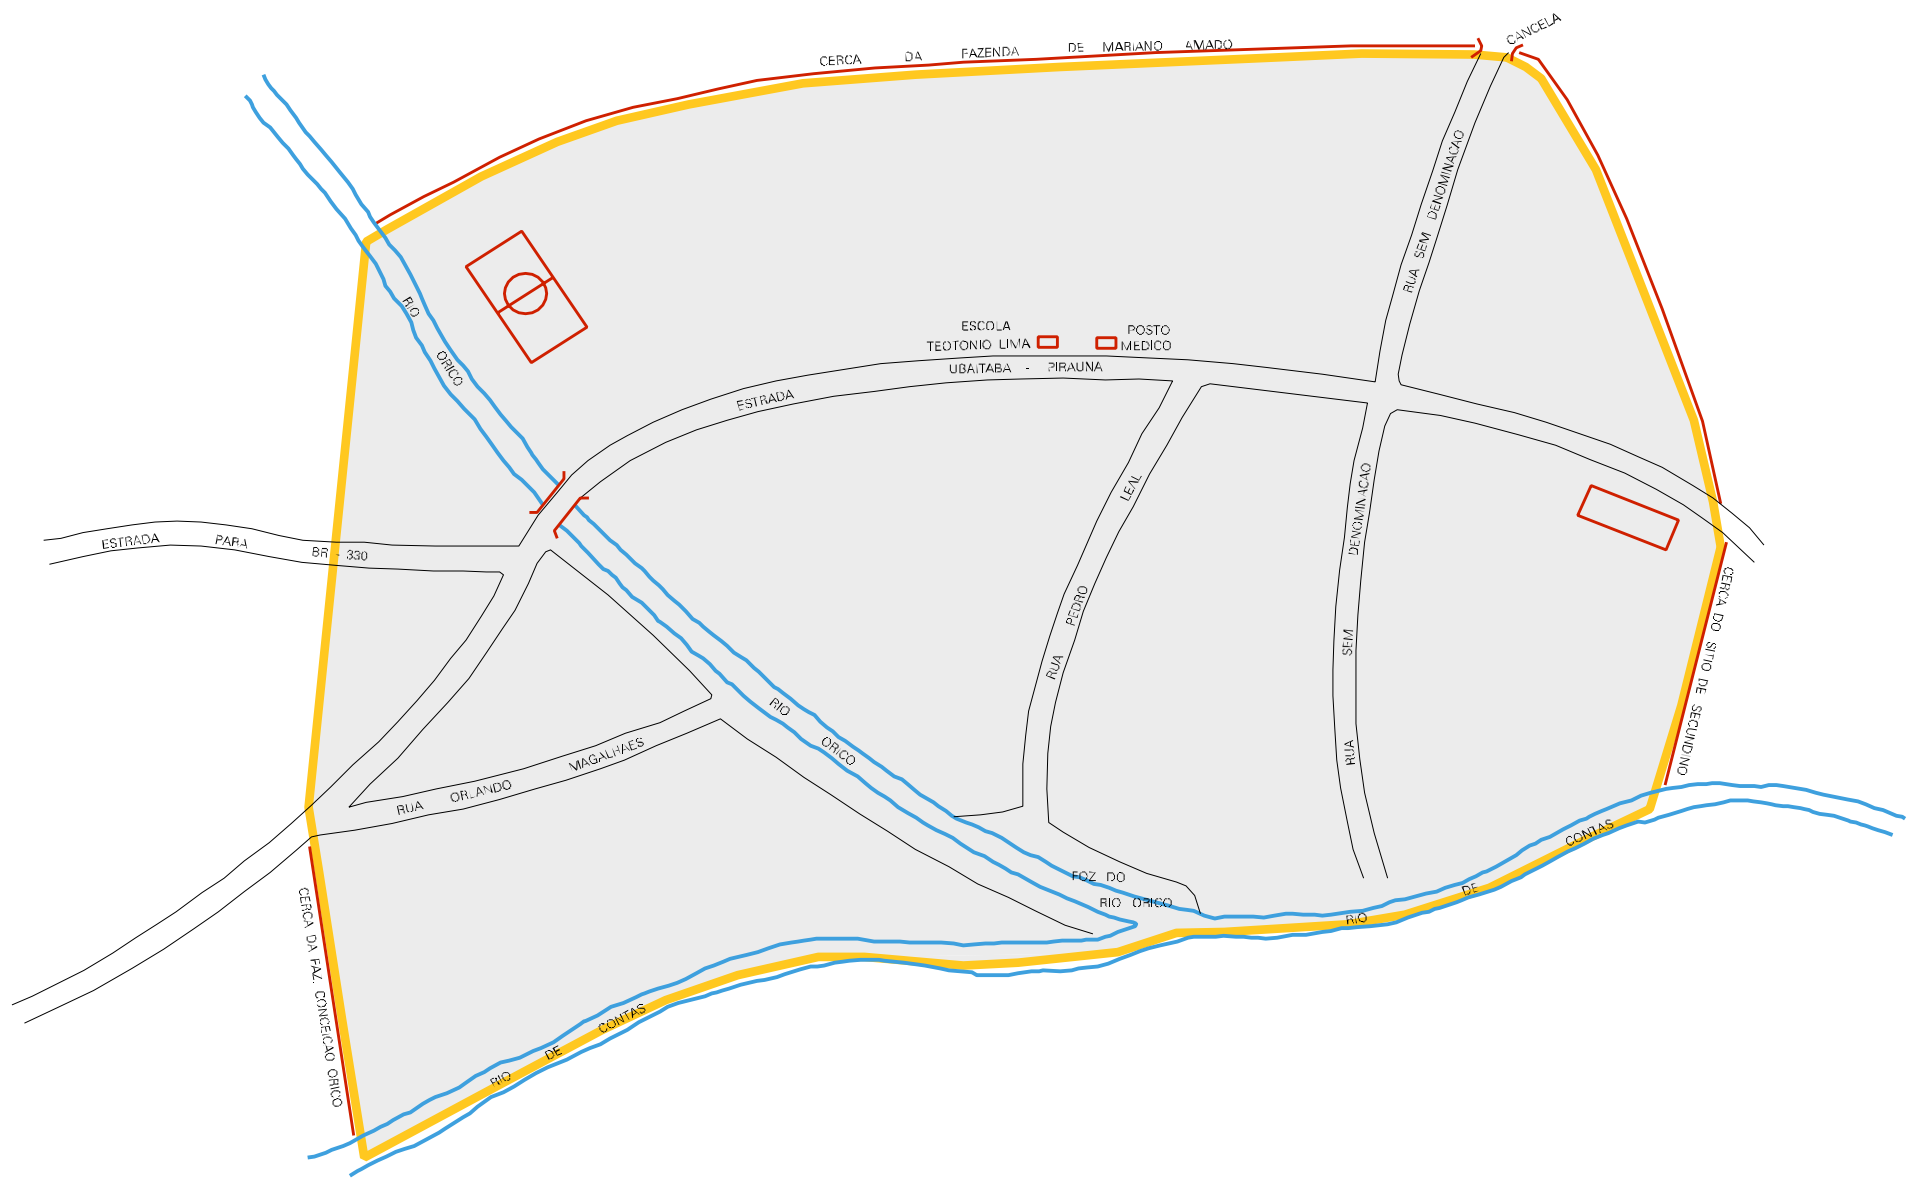 CANCELA
CERCA DA FAZENDA DE MARIANO AMADO
RUA SEM DENOMINACAO
RIO ORICO
ESCOLA
TEOTONIO LIMA
POSTO
MEDICO
ESTRADA UBAITABA - PIRAUNA
ESTRADA PARA BR - 330
RUA PEDRO LEAL
RUA SEM DENOMINACAO
CERCA DO SITIO DE SECUNDINO
RIO ORICO
RUA ORLANDO MAGALHAES
FOZ DO
RIO ORICO
RIO DE CONTAS
CERCA DA FAZ. CONCEICAO ORICO
RIO DE CONTAS